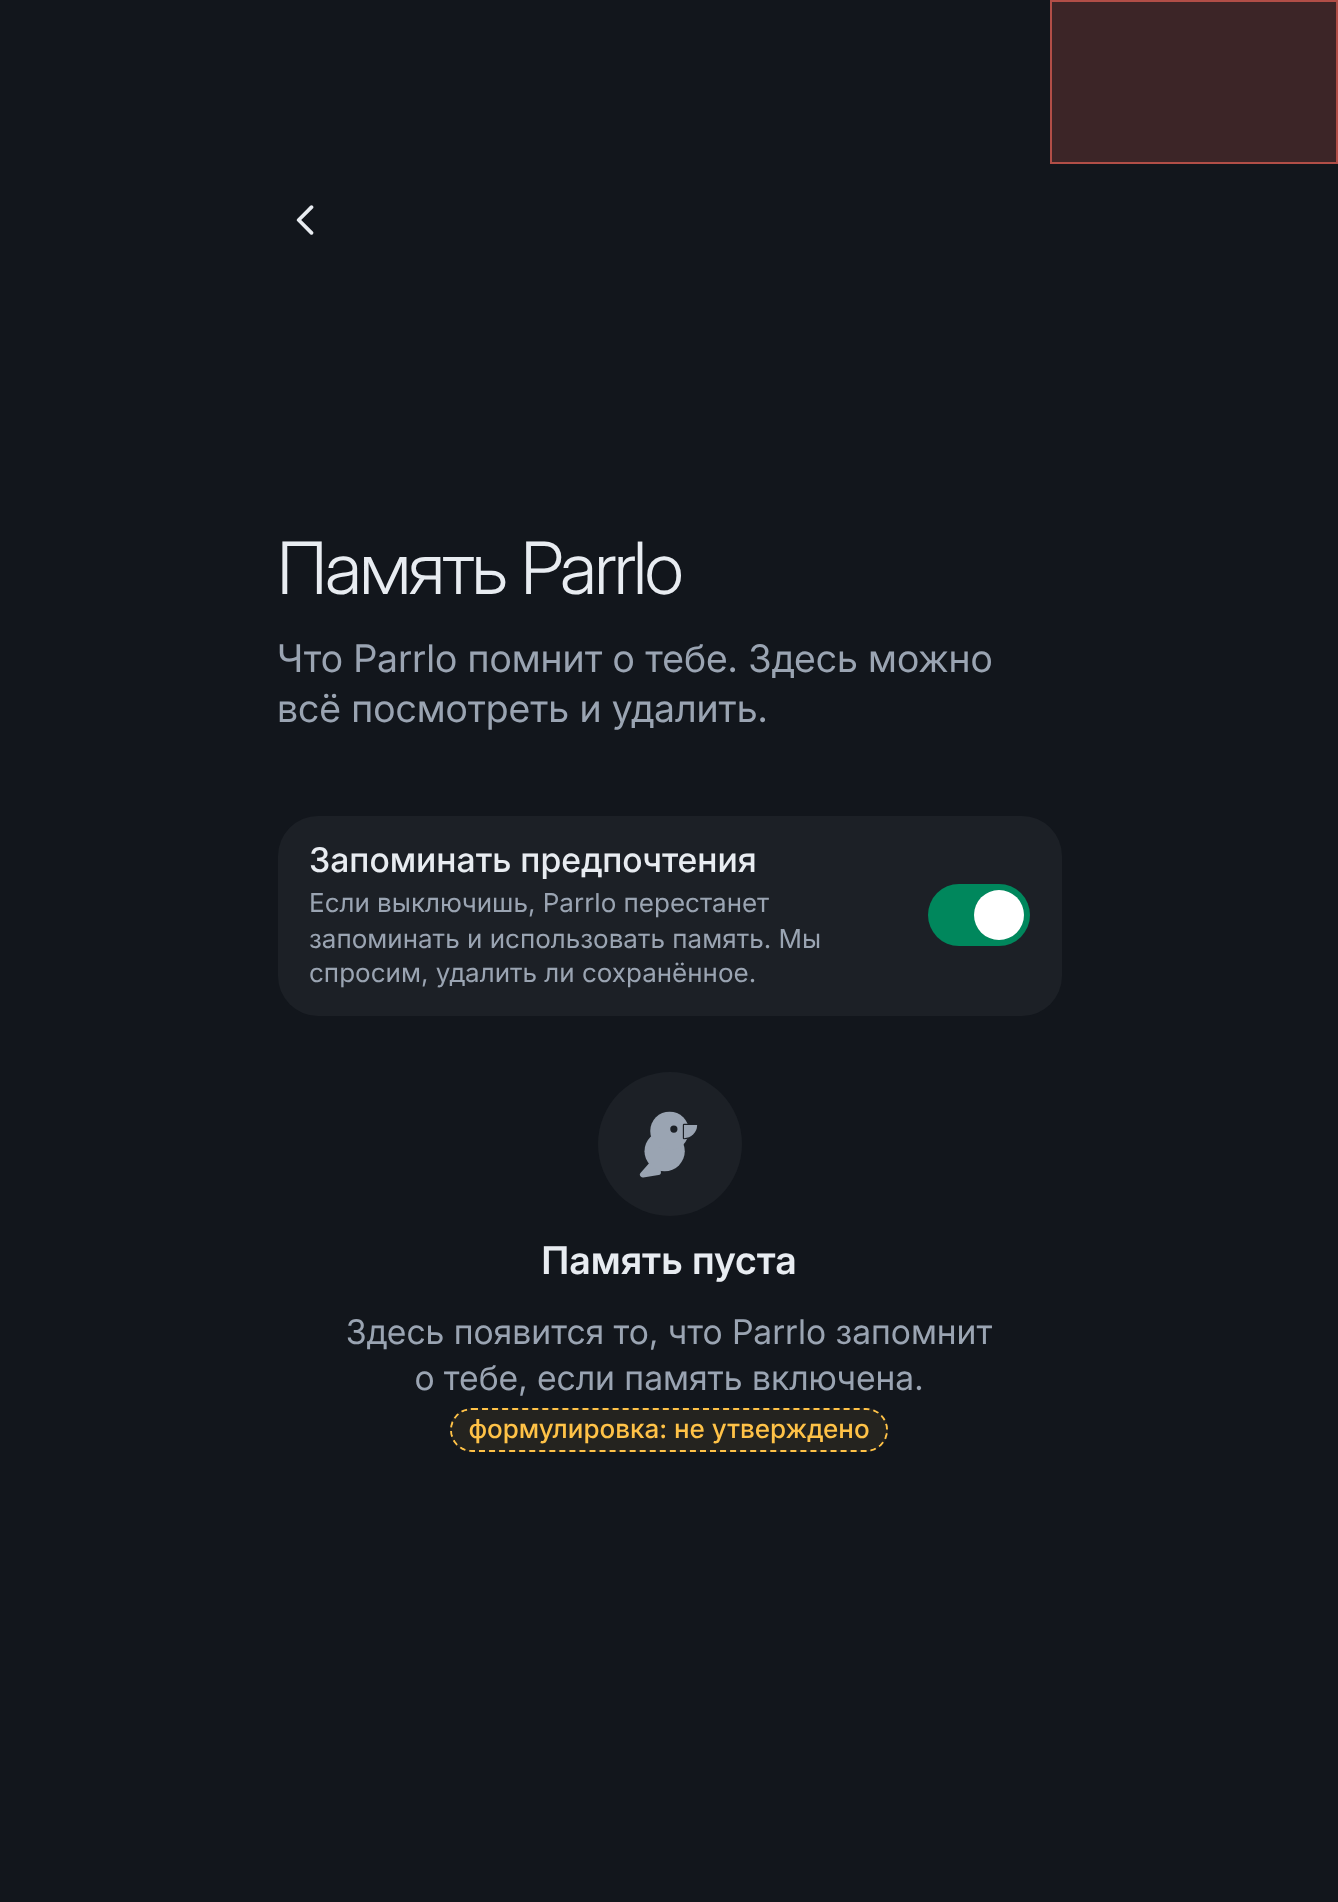 Память Parrlo
Что Parrlo помнит о тебе. Здесь можно
всё посмотреть и удалить.
Запоминать предпочтения
Если выключишь, Parrlo перестанет
запоминать и использовать память. Мы
спросим, удалить ли сохранённое.
Память пуста
Здесь появится то, что Parrlo запомнит
о тебе, если память включена.
формулировка: не утверждено